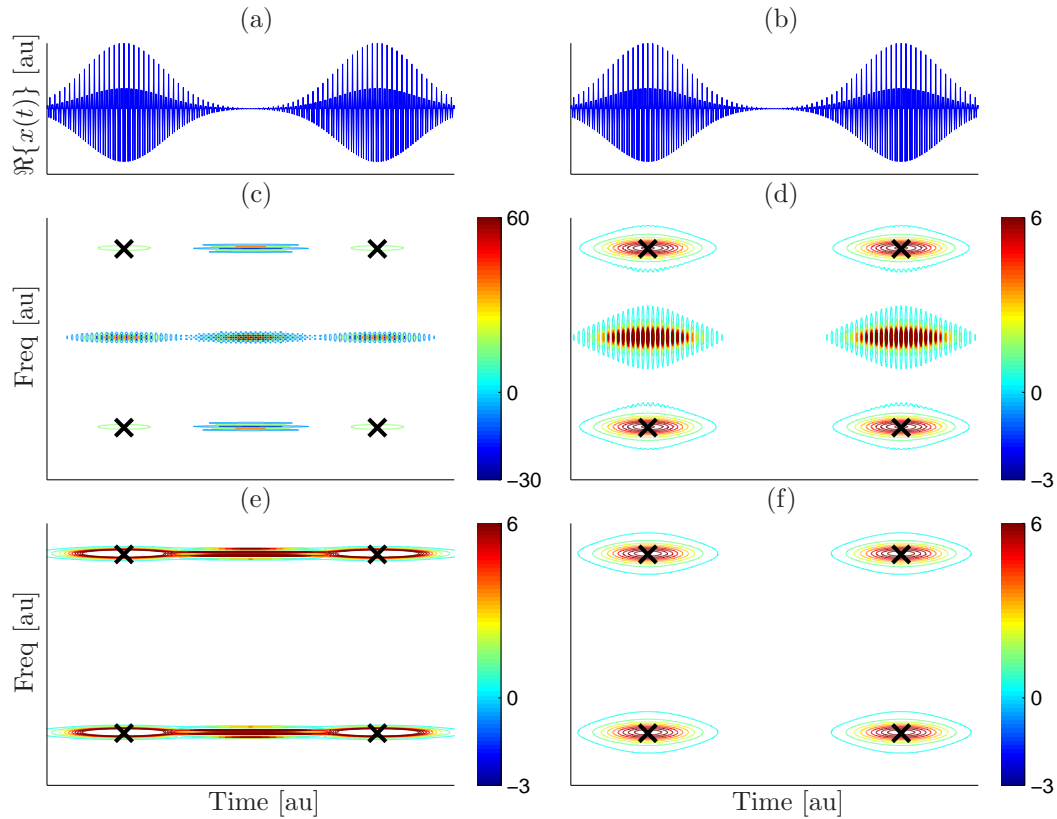 (a)
(b)
ℜ{x(t)} [au]
(c)
(d)
Freq [au]
60
0
−30
6
0
−3
(e)
(f)
Freq [au]
6
0
−3
6
0
−3
Time [au]
Time [au]